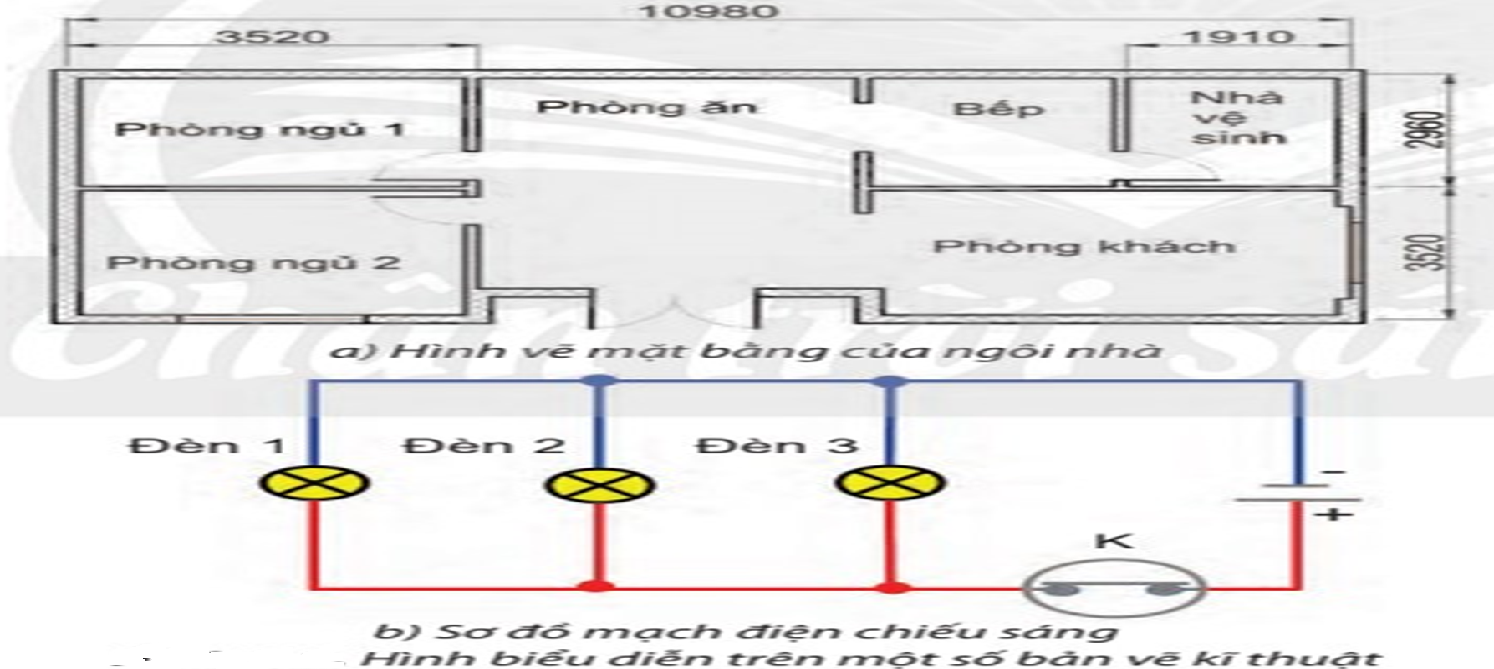 10980
3520 1910
Phòng ngủ 1 Phòng ăn Bếp Nhà
vệ
sinh
2960
Phòng ngủ 2 Phòng khách 3520
Chân trời
a) Hình vẽ mặt bằng của ngôi nhà
Đèn 1 Đèn 2 Đèn 3
-
+
K
b) Sơ đồ mạch điện chiếu sáng
Hình biểu diễn trên một số bản vẽ kĩ thuật